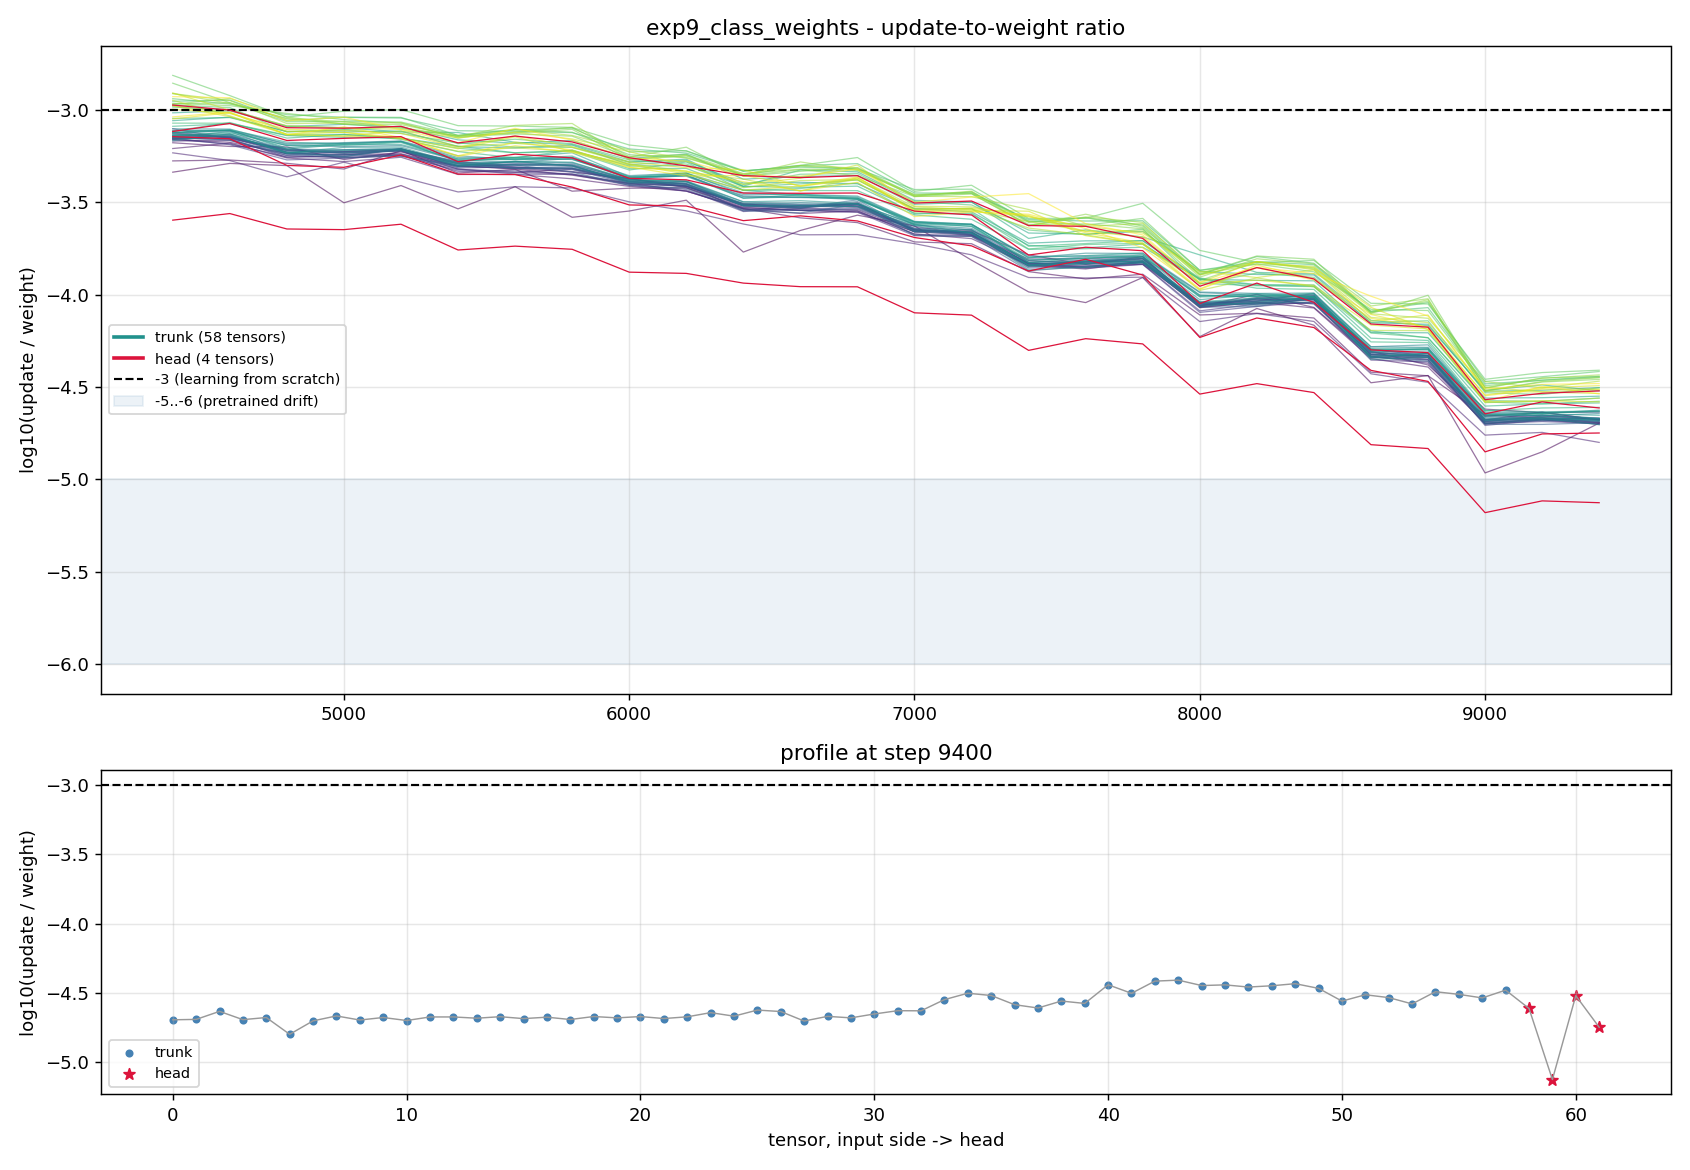 exp9_class_weights - update-to-weight ratio
log10(update / weight)
−3.0
−3.5
−4.0
−4.5
−5.0
−5.5
−6.0
trunk (58 tensors)
head (4 tensors)
-3 (learning from scratch)
-5..-6 (pretrained drift)
5000
6000
7000
8000
9000
profile at step 9400
log10(update / weight)
−3.0
−3.5
−4.0
−4.5
−5.0
trunk
head
0
10
20
30
40
50
60
tensor, input side -> head